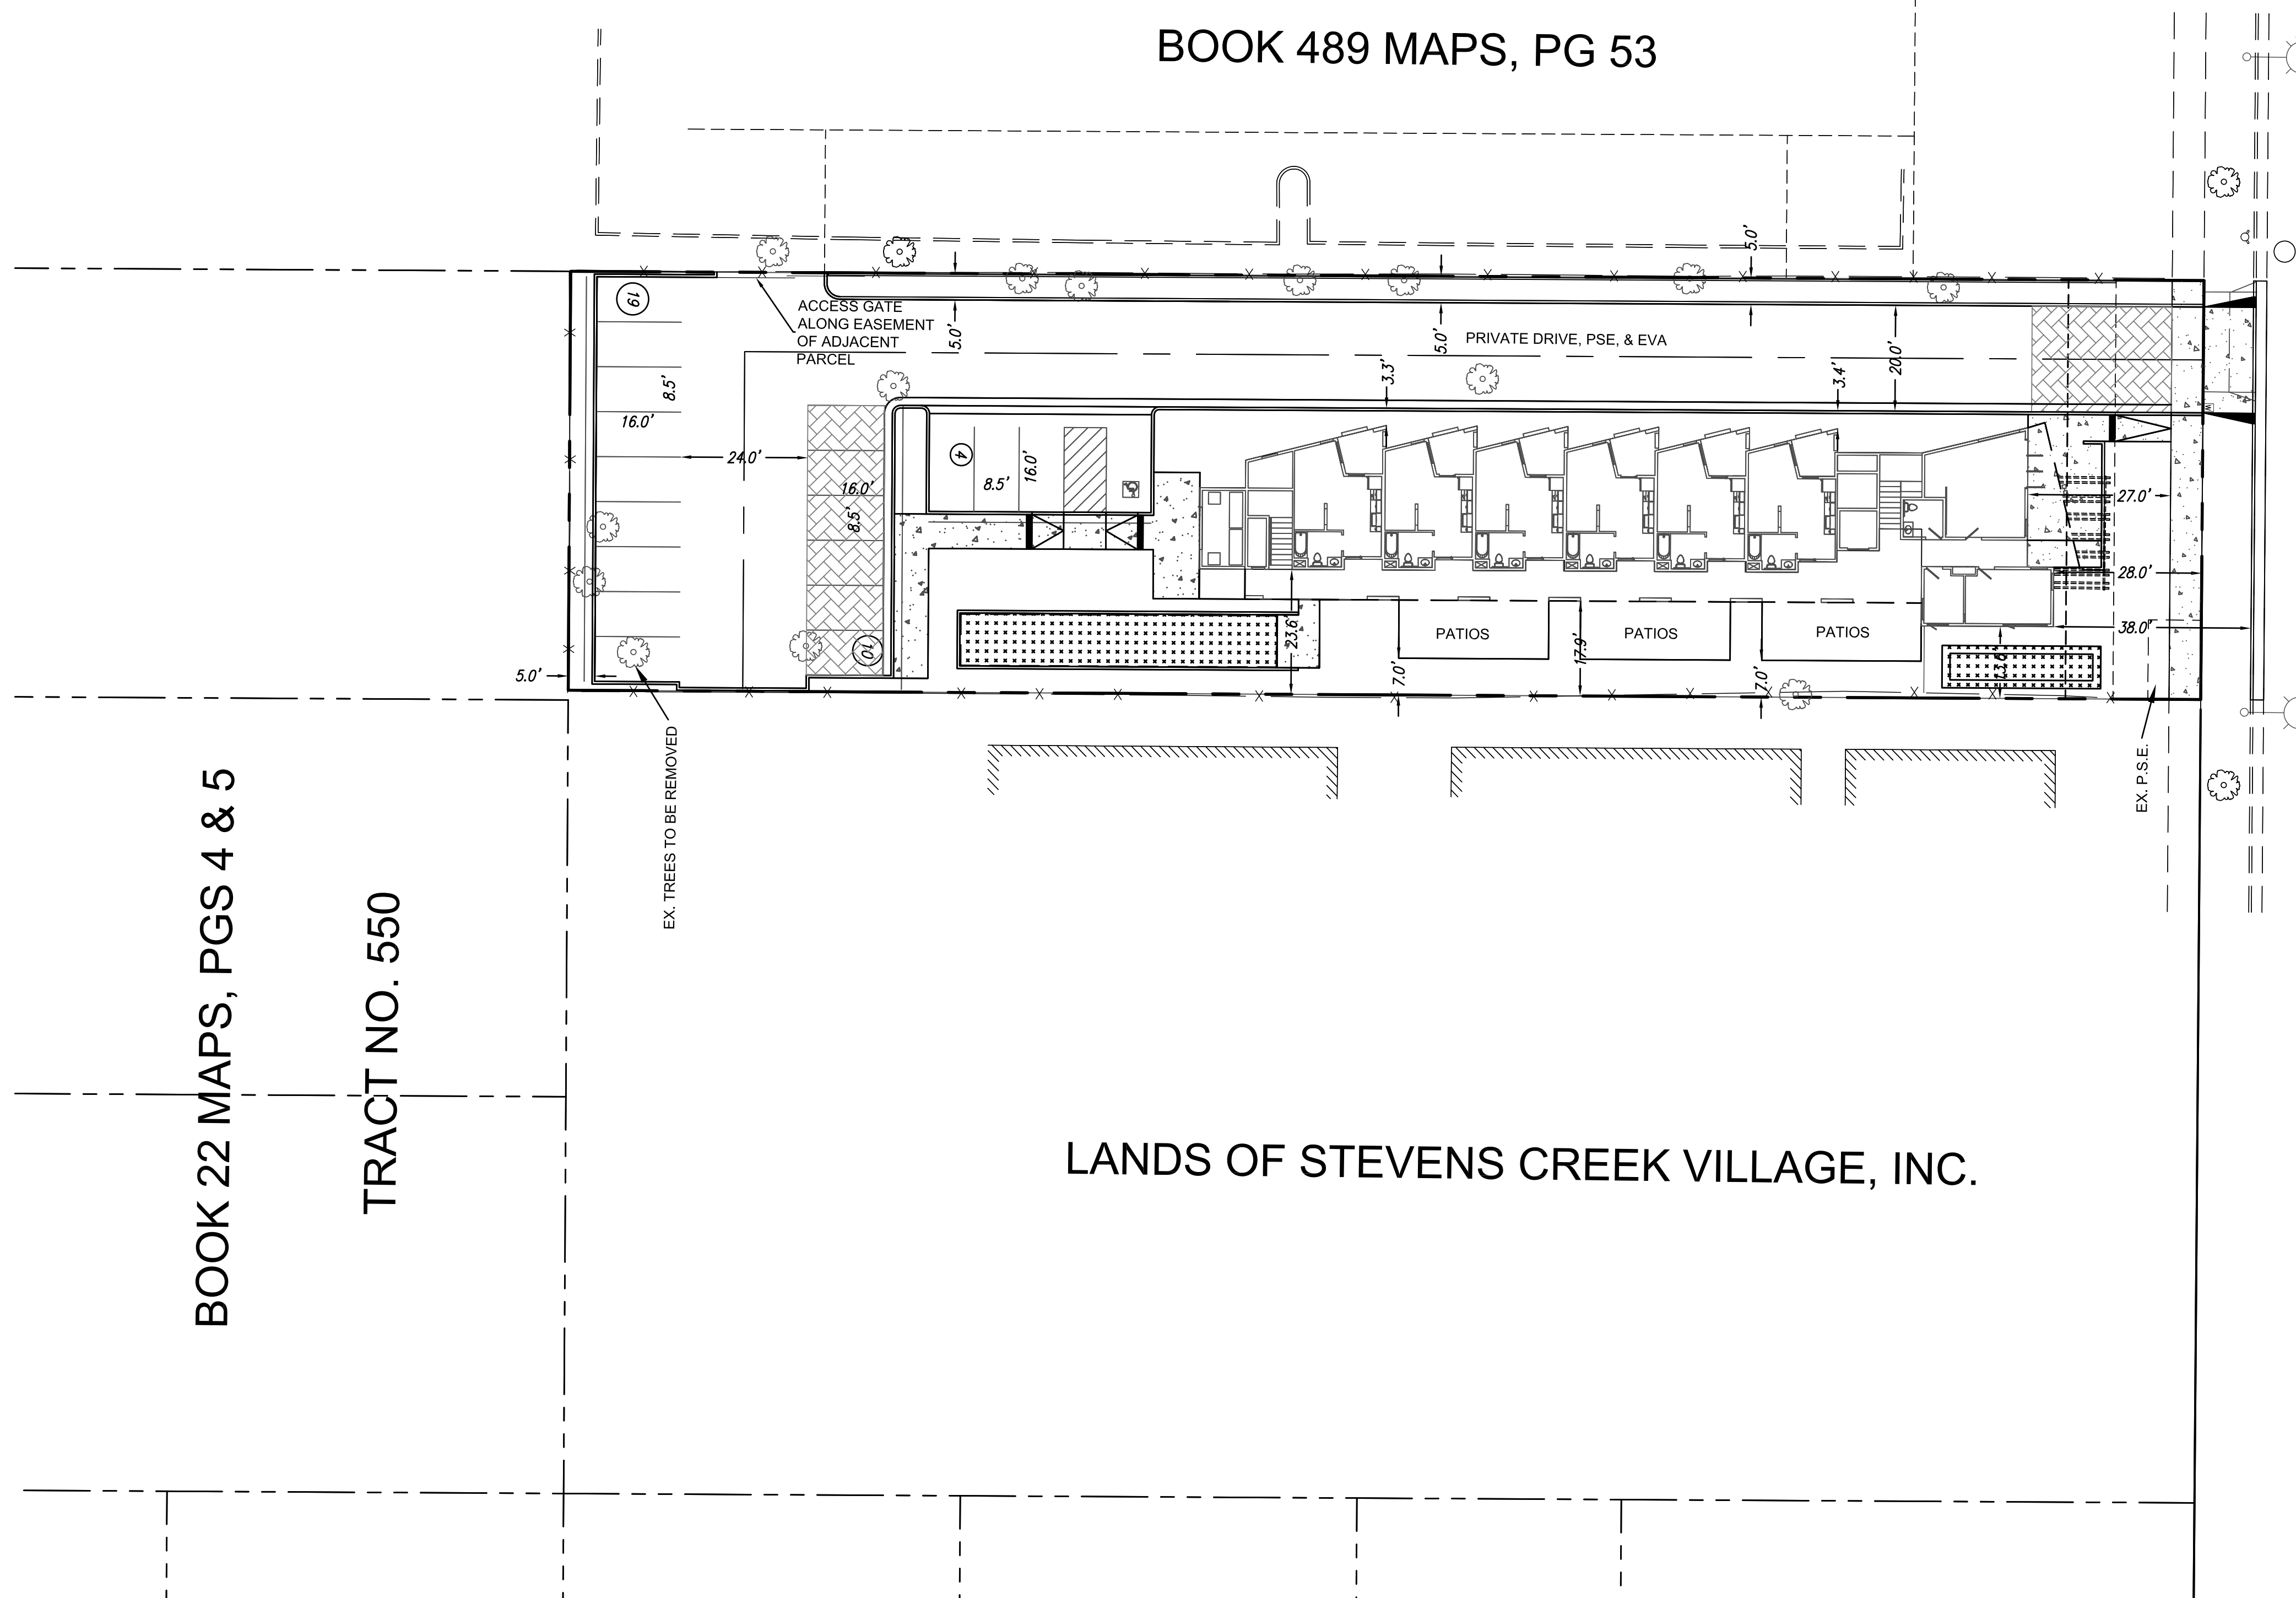 BOOK 489 MAPS, PG 53
5.0'
19
ACCESS GATE
ALONG EASEMENT
OF ADJACENT
PARCEL
5.0'
5.0'
PRIVATE DRIVE, PSE, & EVA
20.0'
3.3'
3.4'
8.5'
16.0'
24.0'
4
8.5'
16.0'
16.0'
8.5'
27.0'
28.0'
38.0'
PATIOS
PATIOS
PATIOS
23.6'
17.9'
13.6'
10
5.0'
7.0'
7.0'
EX. TREES TO BE REMOVED
EX. P.S.E.
BOOK 22 MAPS, PGS 4 & 5
TRACT NO. 550
LANDS OF STEVENS CREEK VILLAGE, INC.